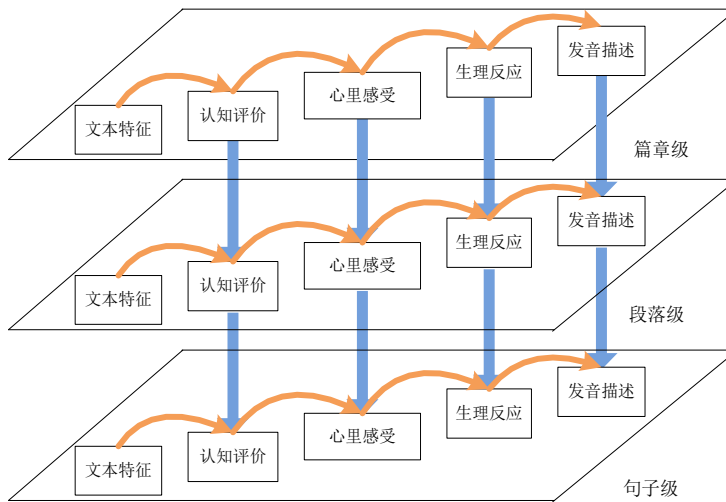 发音描述
生理反应
心里感受
认知评价
文本特征
篇章级
发音描述
生理反应
心里感受
认知评价
文本特征
段落级
发音描述
生理反应
心里感受
认知评价
文本特征
句子级